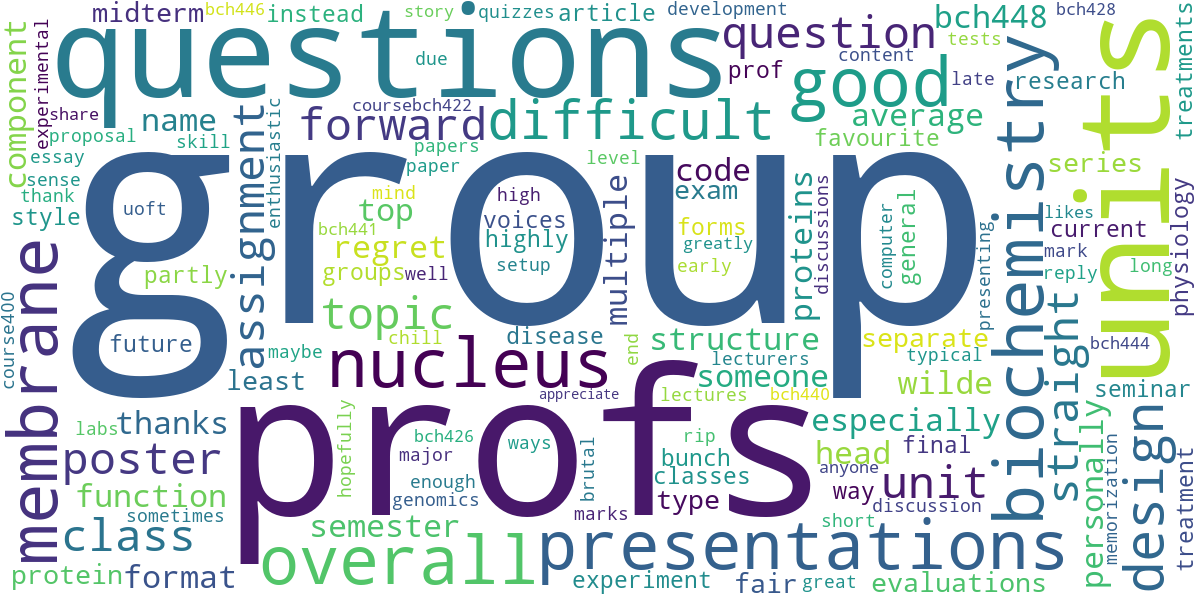 midterm
bch446
instead
story
quizzes
article
development
bch448
bch428
questions
question
tests
treatments
experimental
component
due
prof
content
good
late
research
units
share
name
coursebch422
forward
difficult
average
biochemistry
proposal
skill
assignment
enthusiastic
papers
favourite
essay
paper
level
code
series
sense
group
thank
mind
high
exam
style
uoft
top
voices
multiple
forms
proteins
discussions
computer
general
likes
current
physiology
bch441
highly
greatly
presenting
mark
regret
membrane
partly
groups
well
setup
early
reply
long
course400
future
topic
chill
disease
structure
separate
bch444
straight
maybe
nucleus
end
lecturers
typical
least
someone
wilde
seminar
appreciate
lectures
bch440
design
thanks
profs
especially
personally
labs
hopefully
bch426
ways
rip
head
final
memorization
poster
major
brutal
bunch
anyone
treatment
function
enough
classes
way
unit
genomics
type
discussion
sometimes
semester
marks
short
class
overall
presentations
protein
format
experiment
fair
great
evaluations